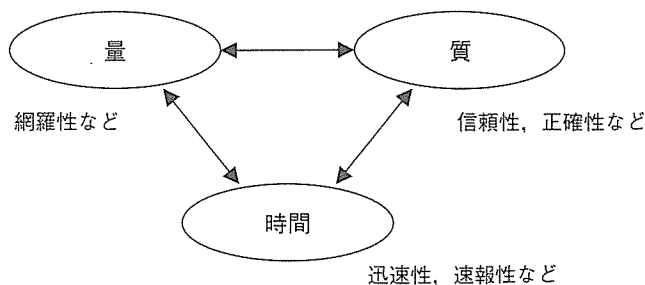 量
質
網羅性など
信頼性，正確性など
時間
迅速性，速報性など